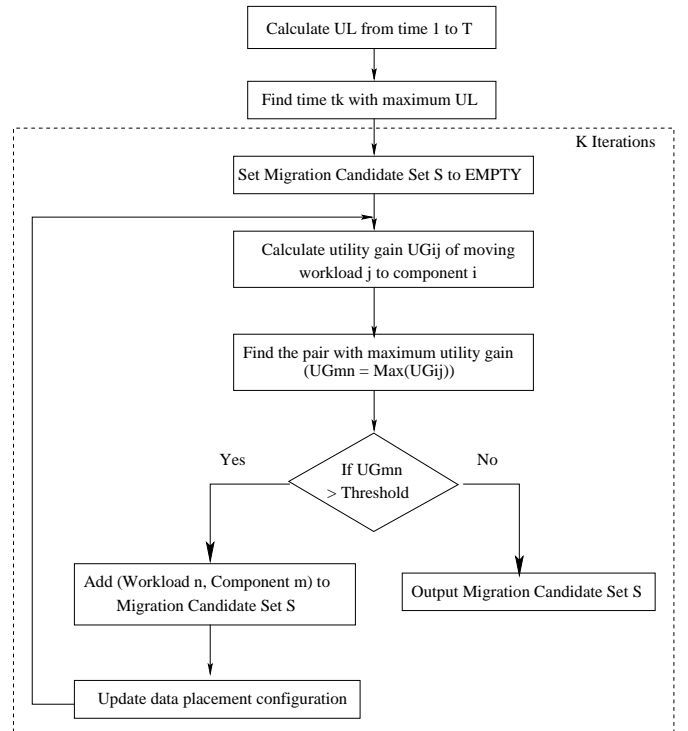 Calculate UL from time 1 to T
Find time tk with maximum UL
K Iterations
Set Migration Candidate Set S to EMPTY
Calculate utility gain UGij of moving
workload j to component i
Find the pair with maximum utility gain
(UGmn = Max(UGij))
Yes
If UGmn
> Threshold
No
Add (Workload n, Component m) to
Migration Candidate Set S
Output Migration Candidate Set S
Update data placement configuration